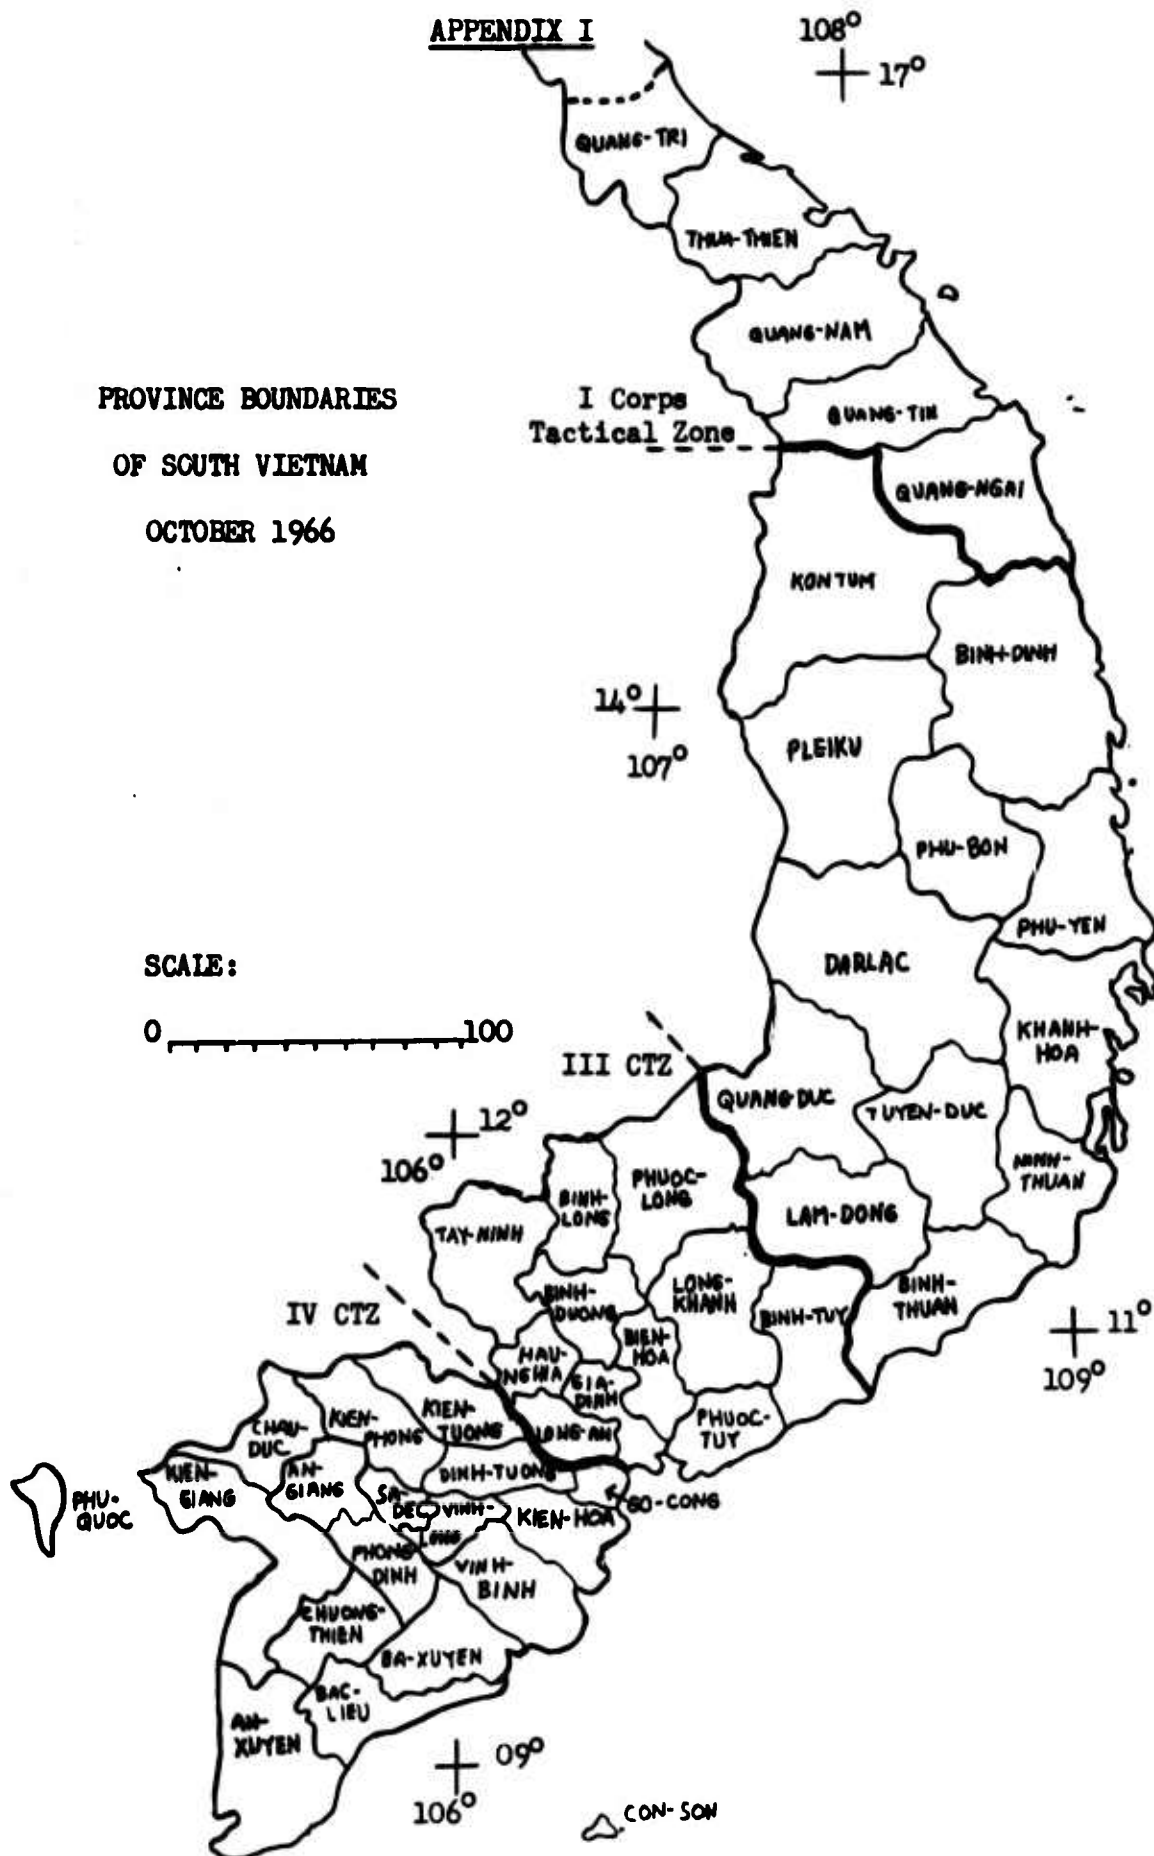 APPENDIX I
108°
17°
QUANG-TRI
THUA-THIEN
QUANG-NAM
PROVINCE BOUNDARIES
OF SOUTH VIETNAM
OCTOBER 1966
I Corps
Tactical Zone
QUANG-TIN
QUANG-NGAI
KONTUM
BINH-DINH
14°
107°
PLEIKU
PHU-BON
PHU-YEN
DARLAC
SCALE:
0 100
KHANH-
HOA
III CTZ
QUANG-DUC
TUYEN-DUC
12°
106°
NINH-
THUAN
PHUOC-
LONG
BINH-
LONG
LAM-DONG
TAY-NINH
BINH-
THUAN
LONG-
KHANH
BINH-
DUONG
BINH-TUY
IV CTZ
11°
109°
BIEN-
HOA
HAU-
NGHIA
GIA-
DINH
PHUOC-
TUY
LONG-AN
KIEN-
TUONG
KIEN-
PHONG
CHAU-
DUC
KIEN-
GIANG
AN-
GIANG
DINH-TUONG
PHU-
QUOC
SA-
DEC
VINH-
LONG
KIEN-HOA
GO-CONG
PHONG
DINH
VINH-
BINH
CHUONG-
THIEN
BA-XUYEN
BAC-
LIEU
AN-
XUYEN
09°
106°
CON-SON